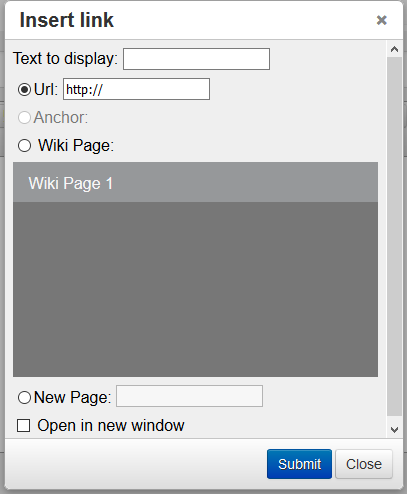 Insert link
Text to display:
Url: http://
Anchor:
Wiki Page:
Wiki Page 1
New Page:
Open in new window
Submit Close